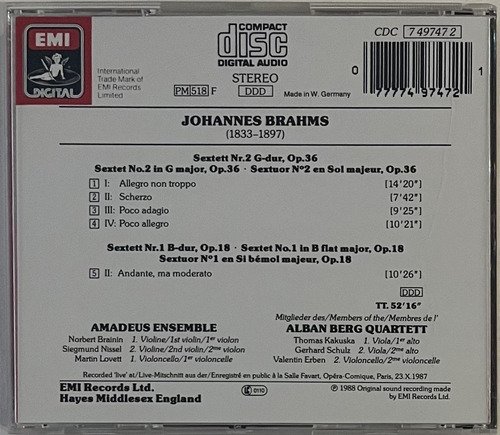 EMI
DIGITAL
International
Trade Mark of
EMI Records
Limited
COMPACT
disc
DIGITAL AUDIO
STEREO
PM 518 F
DDD
Made in W. Germany
CDC 7 49747 2
0 77774 97472 1
JOHANNES BRAHMS
(1833–1897)
Sextett Nr.2 G-dur, Op.36
Sextet No.2 in G major, Op.36 · Sextuor Nº2 en Sol majeur, Op.36
1 I: Allegro non troppo [14'20"]
2 II: Scherzo [7'42"]
3 III: Poco adagio [9'25"]
4 IV: Poco allegro [10'21"]
Sextett Nr.1 B-dur, Op.18 · Sextet No.1 in B flat major, Op.18
Sextuor Nº1 en Si bémol majeur, Op.18
5 II: Andante, ma moderato [10'26"]
DDD
TT. 52'16"
AMADEUS ENSEMBLE
Norbert Brainin 1. Violine/1st violin/1er violon
Siegmund Nissel 2. Violine/2nd violin/2me violon
Martin Lovett 1. Violoncello/1er violoncelle
Mitglieder des/Members of the/Membres de l'
ALBAN BERG QUARTETT
Thomas Kakuska 1. Viola/1er alto
Gerhard Schulz 2. Viola/2me alto
Valentin Erben 2. Violoncello/2me violoncelle
Recorded 'live' at/Live-Mitschnitt aus der/Enregistré en public à la Salle Favart, Opéra-Comique, Paris, 23.X.1987
EMI Records Ltd.
Hayes Middlesex England
0110
℗ 1988 Original sound recording made
by EMI Records Ltd.